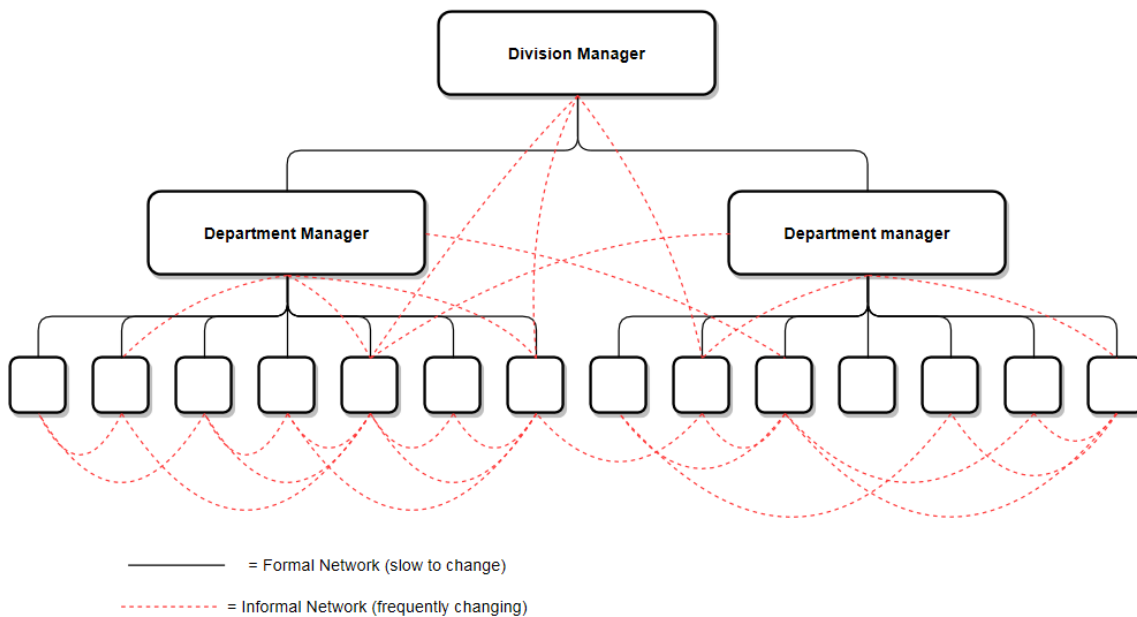 Division Manager
Department Manager
Department manager
= Formal Network (slow to change)
= Informal Network (frequently changing)